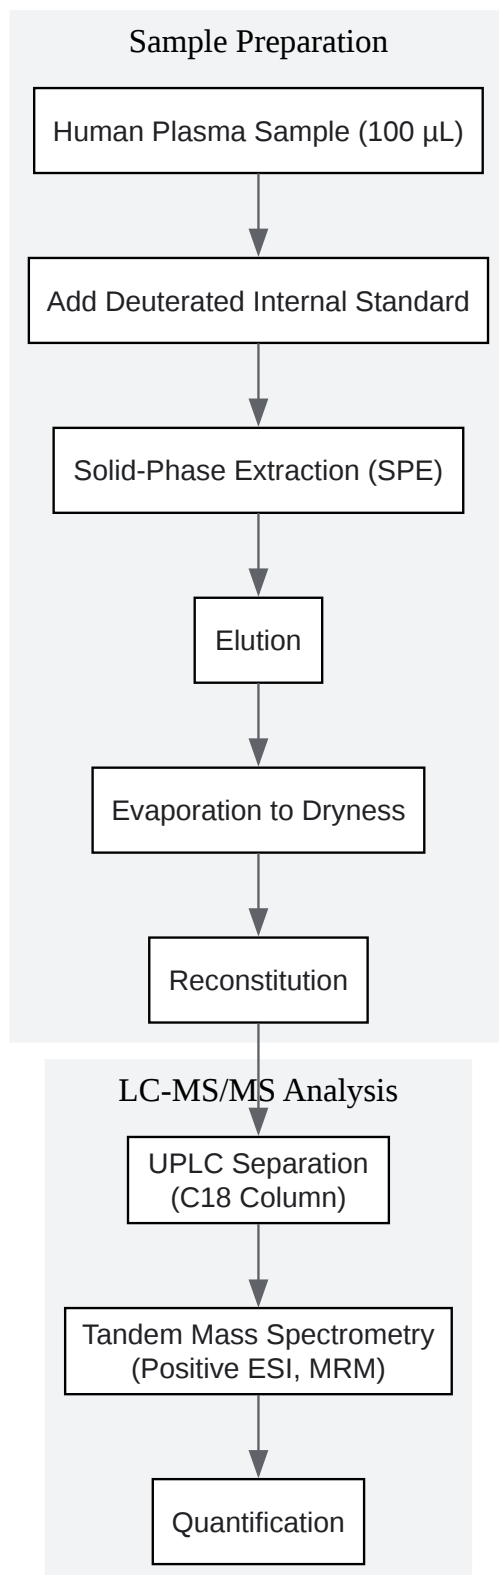 Sample Preparation
Human Plasma Sample (100 µL)
Add Deuterated Internal Standard
Solid-Phase Extraction (SPE)
Elution
Evaporation to Dryness
Reconstitution
LC-MS/MS Analysis
UPLC Separation
(C18 Column)
Tandem Mass Spectrometry
(Positive ESI, MRM)
Quantification